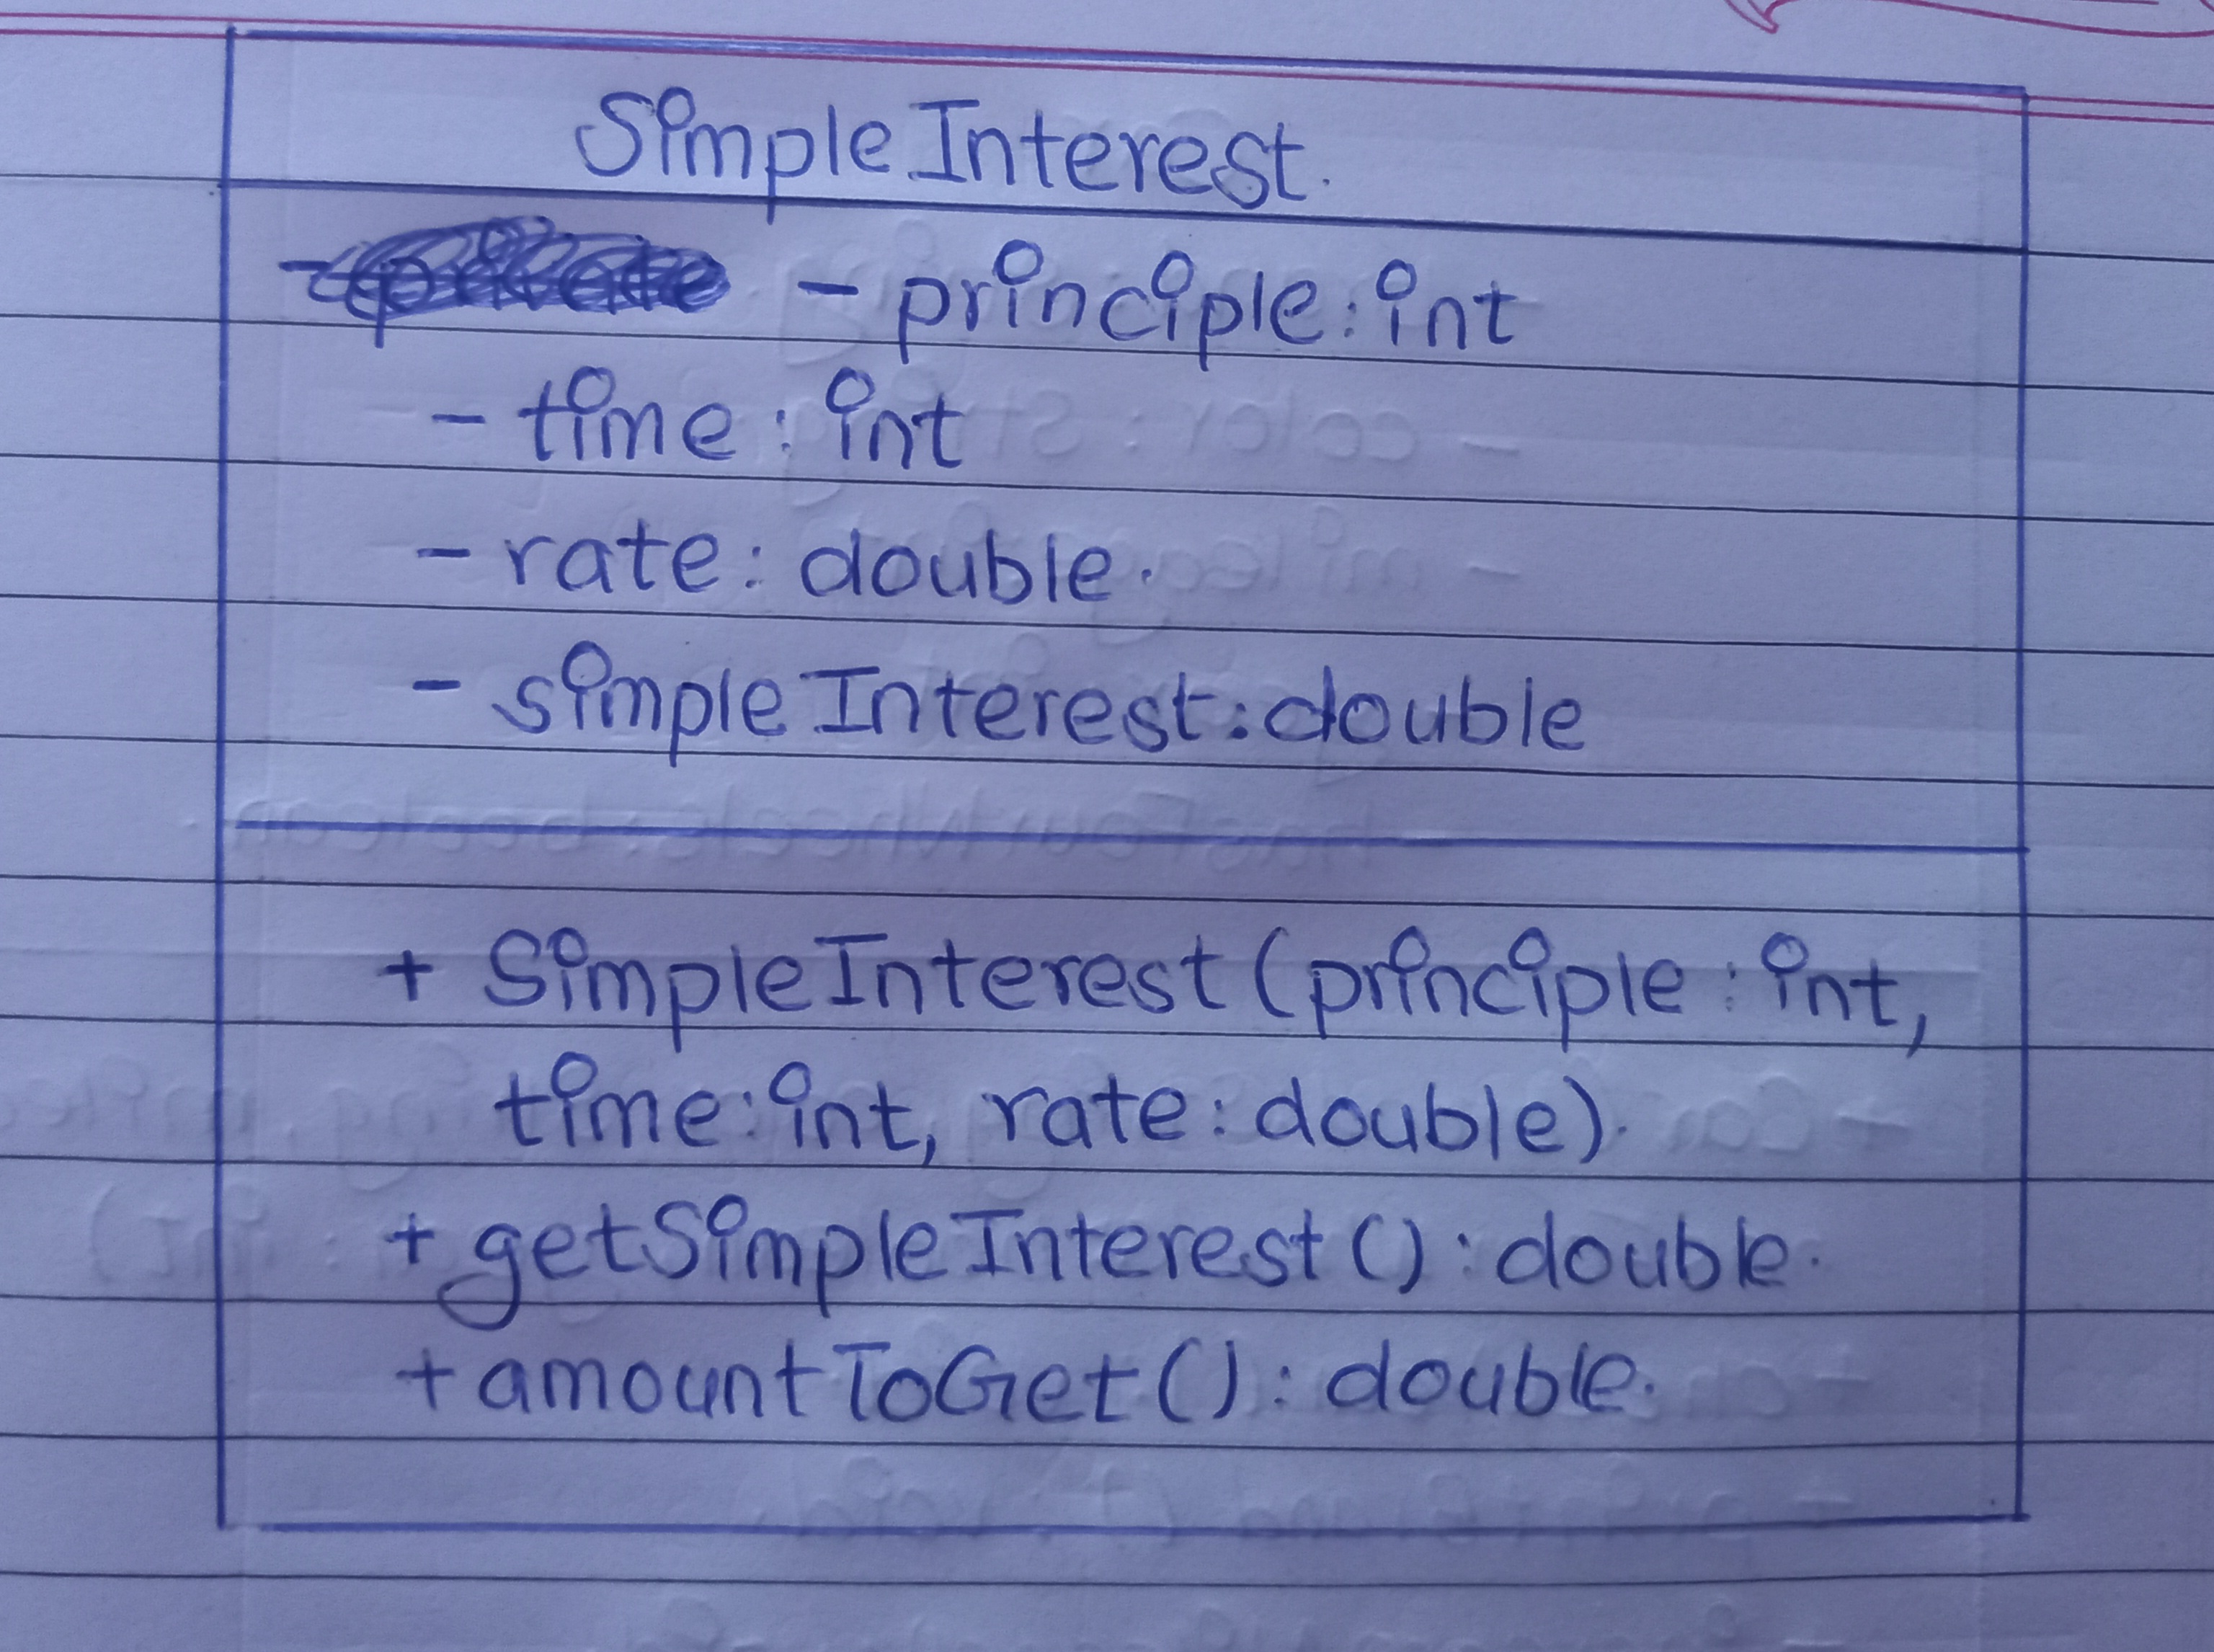 SimpleInterest.
- principle: int
- time: int
- rate: double.
- simpleInterest: double
+ SimpleInterest (principle: int,
time: int, rate: double).
+ getSimpleInterest(): double.
+ amountToGet(): double.